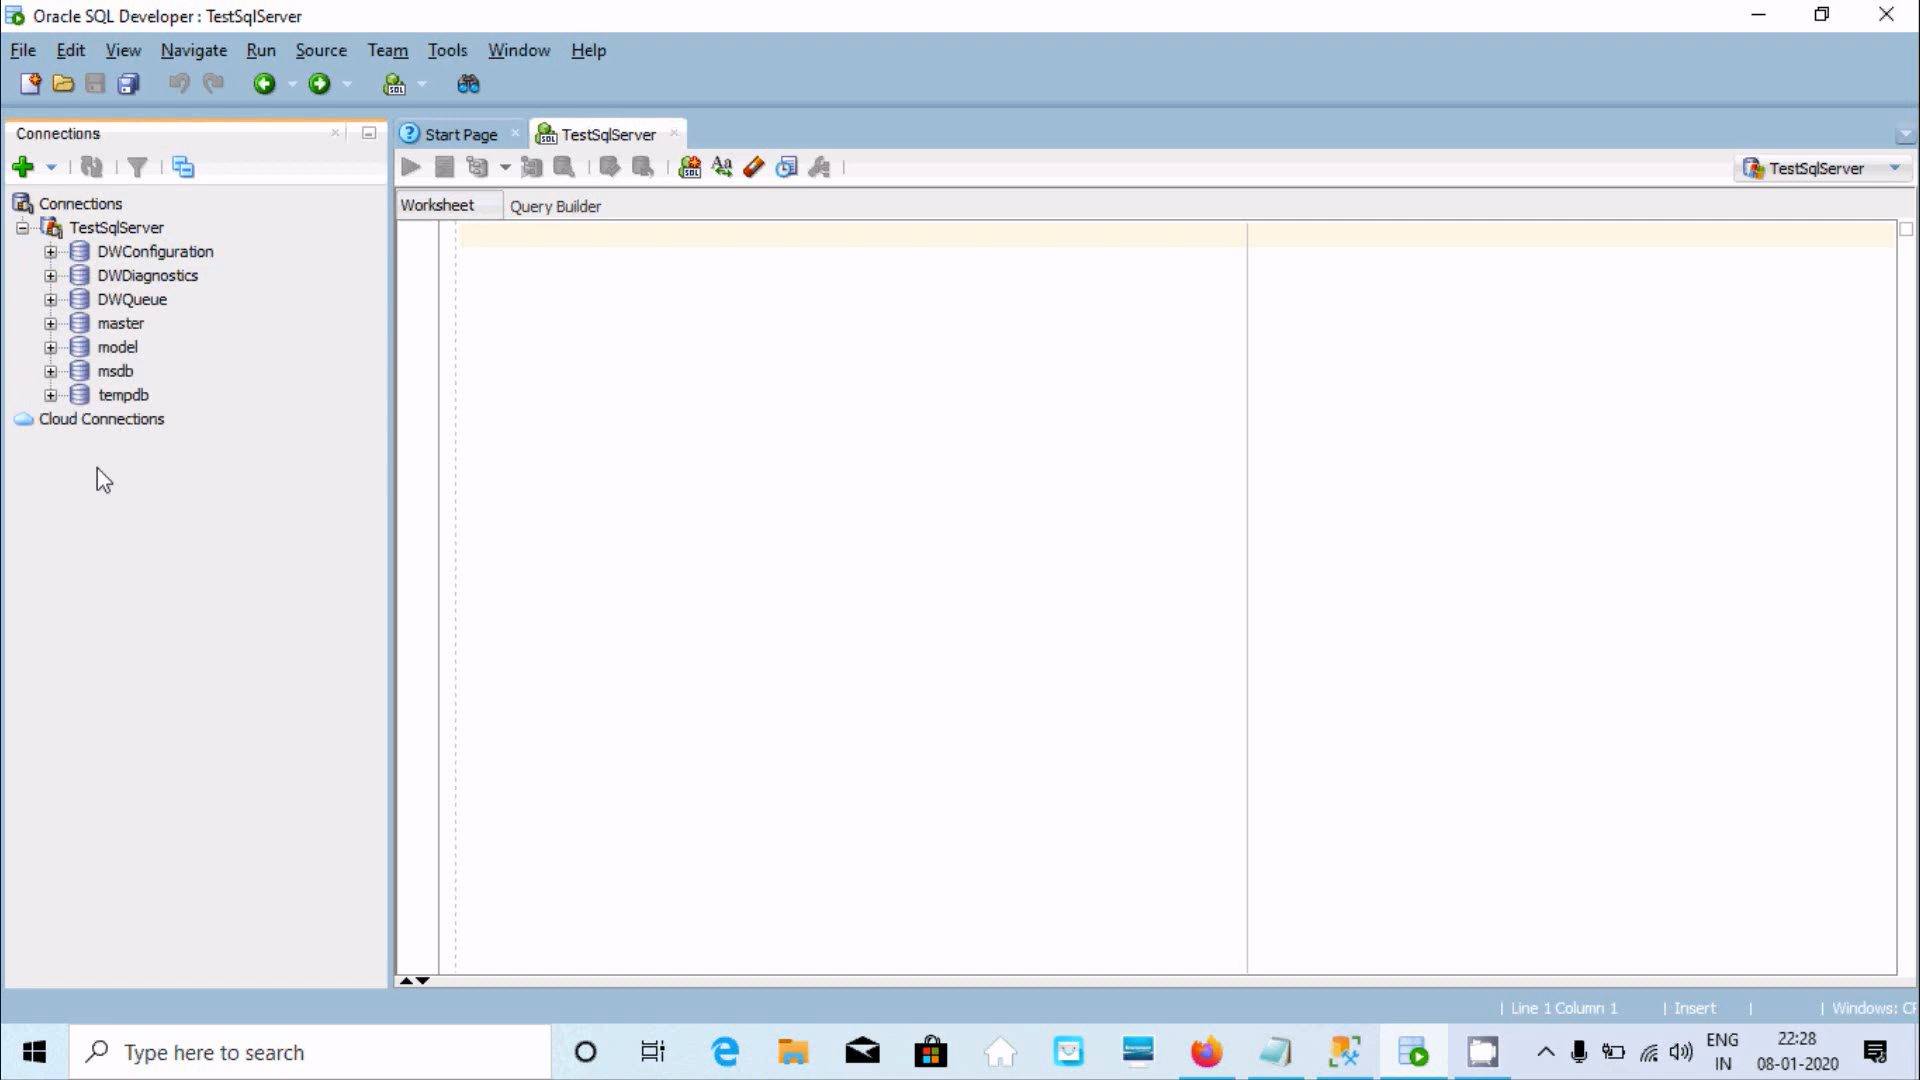 Oracle SQL Developer : TestSqlServer
File Edit View Navigate Run Source Team Tools Window Help
Connections
Start Page
TestSqlServer
TestSqlServer
Worksheet
Query Builder
Connections
TestSqlServer
DWConfiguration
DWDiagnostics
DWQueue
master
model
msdb
tempdb
Cloud Connections
Line 1 Column 1
Insert
Windows: C
Type here to search
ENG
IN
22:28
08-01-2020